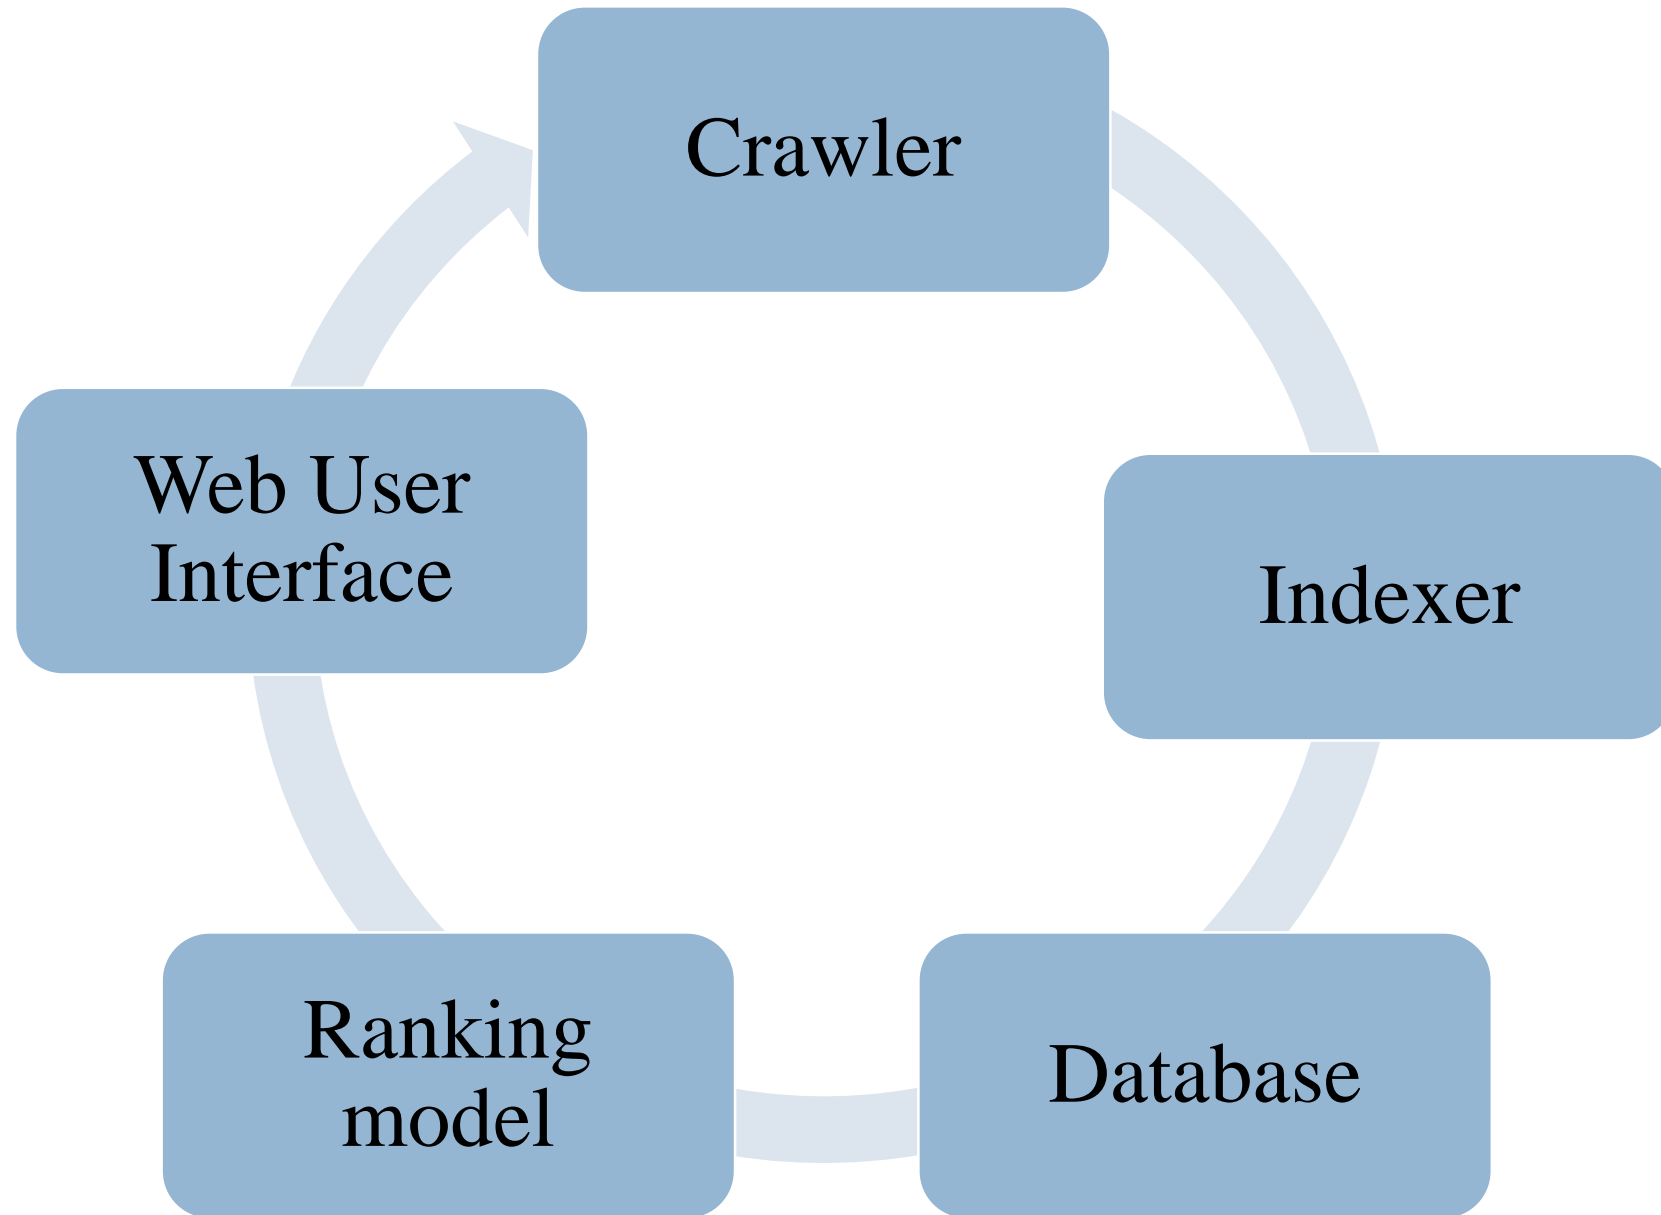 Crawler
Indexer
Database
Ranking
model
Web User
Interface